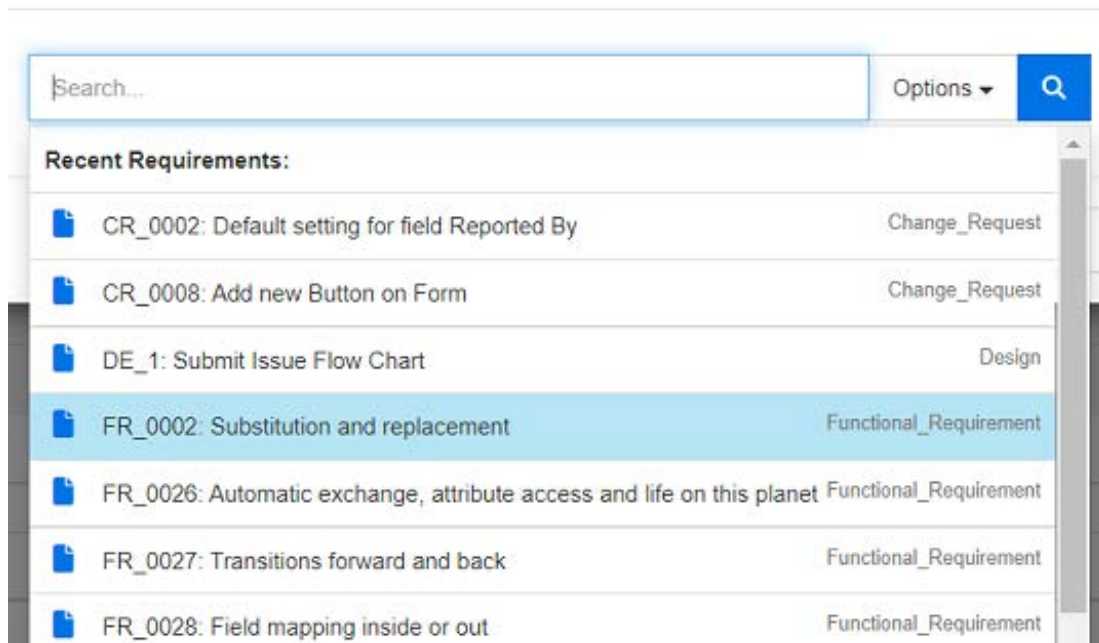 Search...
Options
Recent Requirements:
CR_0002: Default setting for field Reported By Change_Request
CR_0008: Add new Button on Form Change_Request
DE_1: Submit Issue Flow Chart Design
FR_0002: Substitution and replacement Functional_Requirement
FR_0026: Automatic exchange, attribute access and life on this planet Functional_Requirement
FR_0027: Transitions forward and back Functional_Requirement
FR_0028: Field mapping inside or out Functional_Requirement